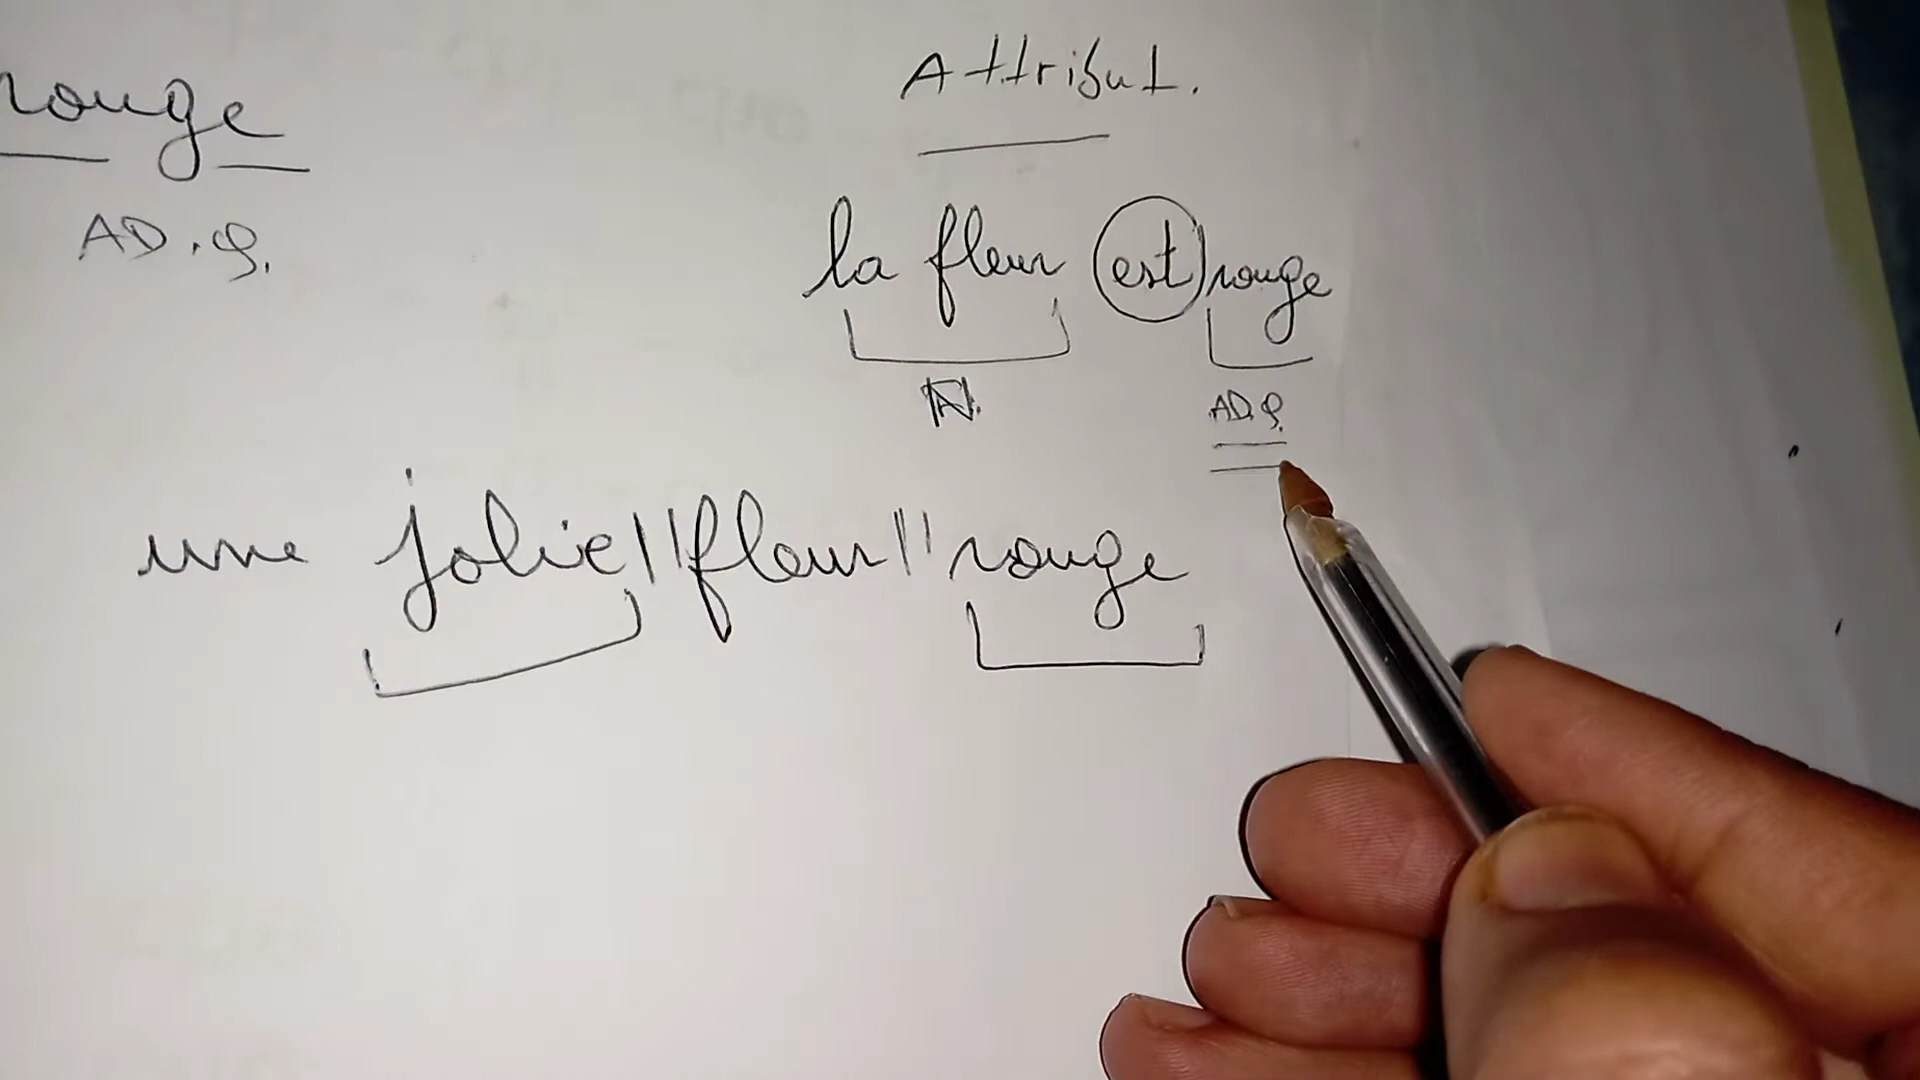 rouge
AD.Q.
Attribut.
la fleur est rouge
N.
AD.Q.
une jolie fleur rouge